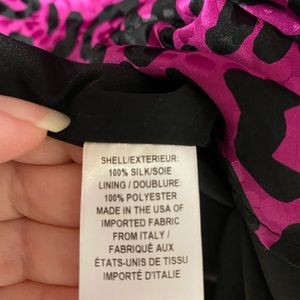 SHELL/EXTERIEUR:
100% SILK/SOIE
LINING / DOUBLURE:
100% POLYESTER
MADE IN THE USA OF
IMPORTED FABRIC
FROM ITALY /
FABRIQUÉ AUX
ÉTATS-UNIS DE TISSU
IMPORTÉ D'ITALIE